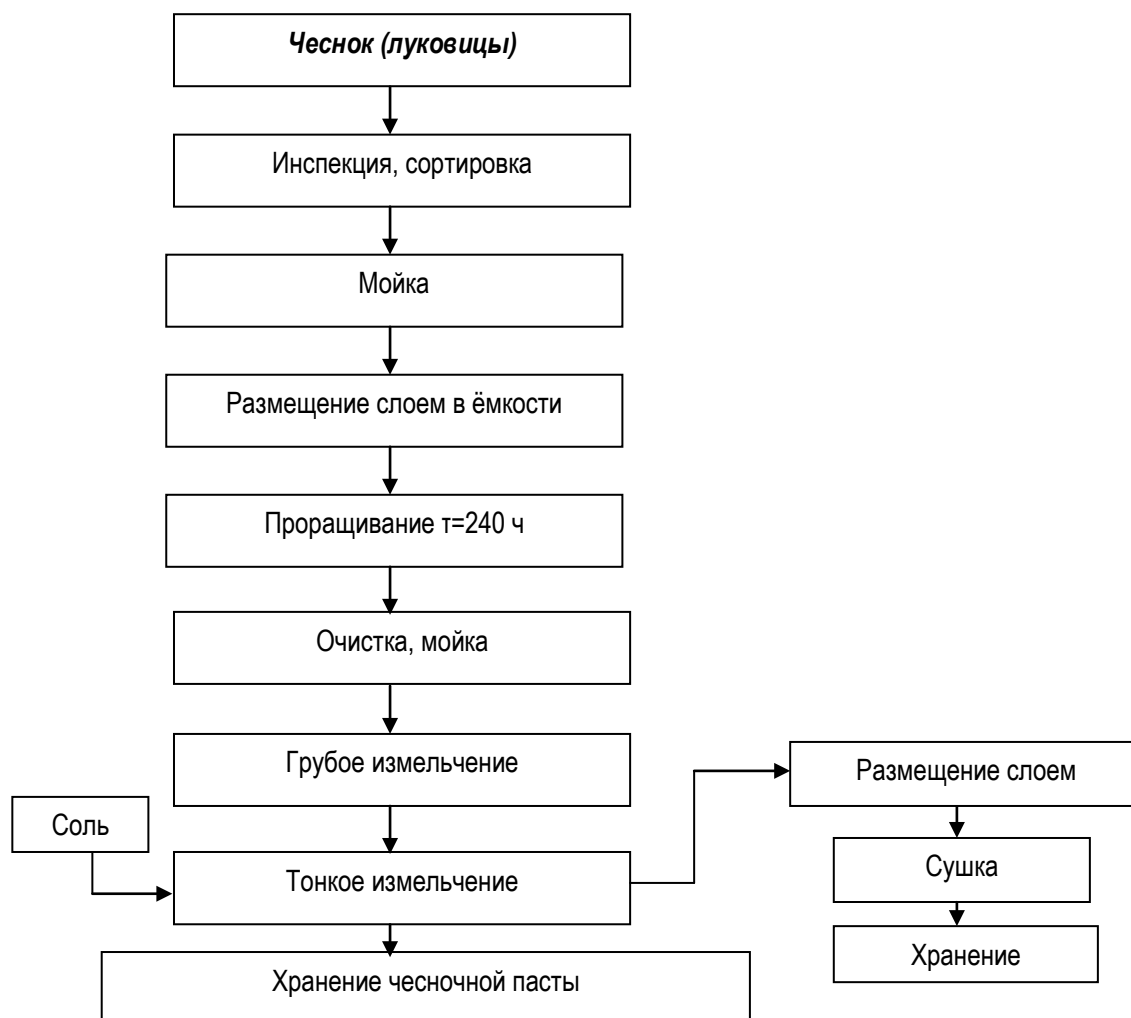 Чеснок (луковицы)
Инспекция, сортировка
Мойка
Размещение слоем в ёмкости
Проращивание т=240 ч
Очистка, мойка
Грубое измельчение
Размещение слоем
Соль
Тонкое измельчение
Сушка
Хранение
Хранение чесночной пасты